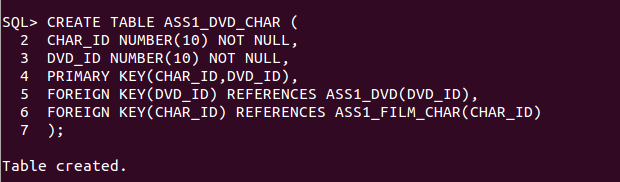 SQL> CREATE TABLE ASS1_DVD_CHAR (
  2  CHAR_ID NUMBER(10) NOT NULL,
  3  DVD_ID NUMBER(10) NOT NULL,
  4  PRIMARY KEY(CHAR_ID,DVD_ID),
  5  FOREIGN KEY(DVD_ID) REFERENCES ASS1_DVD(DVD_ID),
  6  FOREIGN KEY(CHAR_ID) REFERENCES ASS1_FILM_CHAR(CHAR_ID)
  7  );
Table created.